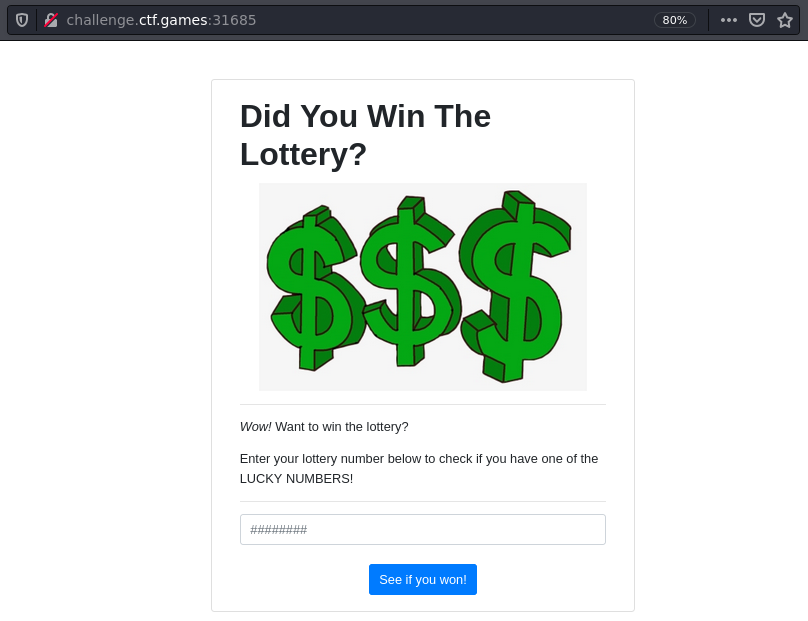 challenge.ctf.games:31685
80%
Did You Win The
Lottery?
Wow! Want to win the lottery?
Enter your lottery number below to check if you have one of the
LUCKY NUMBERS!
########
See if you won!